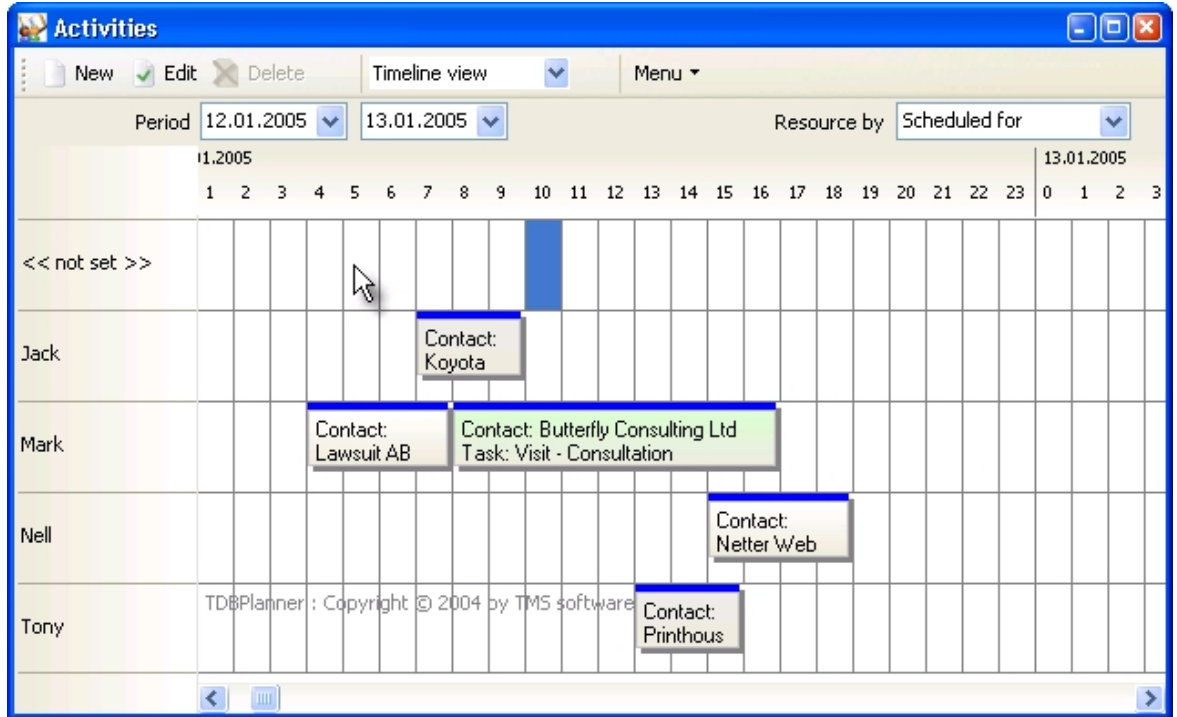 Activities
New Edit Delete Timeline view Menu
Period 12.01.2005 13.01.2005 Resource by Scheduled for
01.2005 13.01.2005
1 2 3 4 5 6 7 8 9 10 11 12 13 14 15 16 17 18 19 20 21 22 23 0 1 2 3
<< not set >>
Jack
Contact:
Koyota
Mark
Contact:
Lawsuit AB
Contact: Butterfly Consulting Ltd
Task: Visit - Consultation
Nell
Contact:
Netter Web
TDBPlanner : Copyright © 2004 by TMS software
Tony
Contact:
Printhous